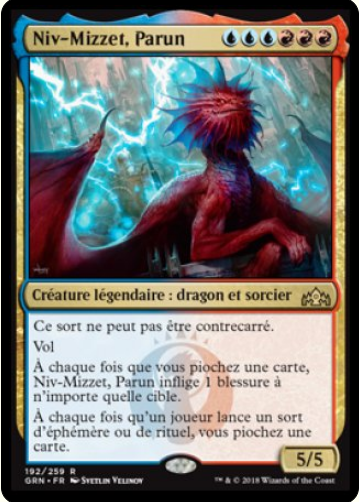 Niv-Mizzet, Parun
Créature légendaire : dragon et sorcier
Ce sort ne peut pas être contrecarré.
Vol
À chaque fois que vous piochez une carte,
Niv-Mizzet, Parun inflige 1 blessure à
n'importe quelle cible.
À chaque fois qu'un joueur lance un sort
d'éphémère ou de rituel, vous piochez une
carte.
5/5
192/259 R
GRN • FR Svetlin Velinov
™ & © 2018 Wizards of the Coast